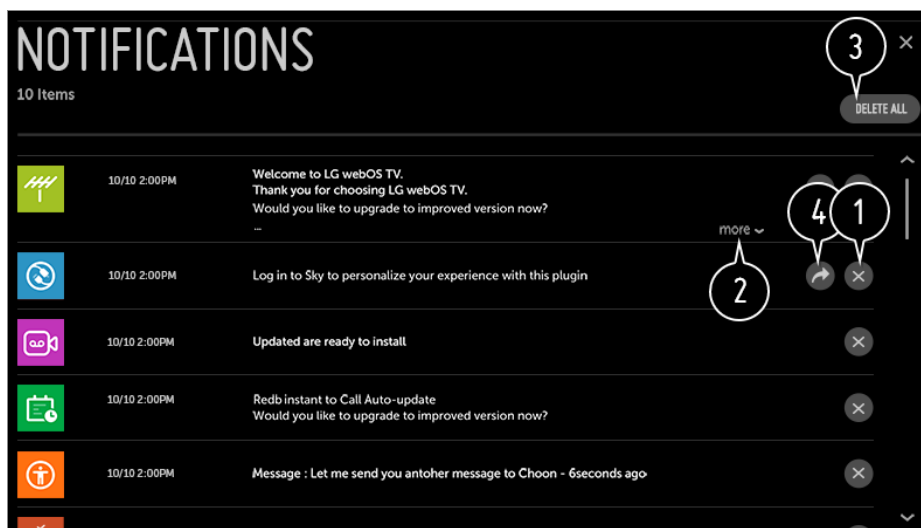 NOTIFICATIONS
10 Items
3
DELETE ALL
10/10 2:00PM
Welcome to LG webOS TV.
Thank you for choosing LG webOS TV.
Would you like to upgrade to improved version now?
...
more
4
1
10/10 2:00PM
Log in to Sky to personalize your experience with this plugin
2
10/10 2:00PM
Updated are ready to install
10/10 2:00PM
Redb instant to Call Auto-update
Would you like to upgrade to improved version now?
10/10 2:00PM
Message : Let me send you antoher message to Choon - 6seconds ago